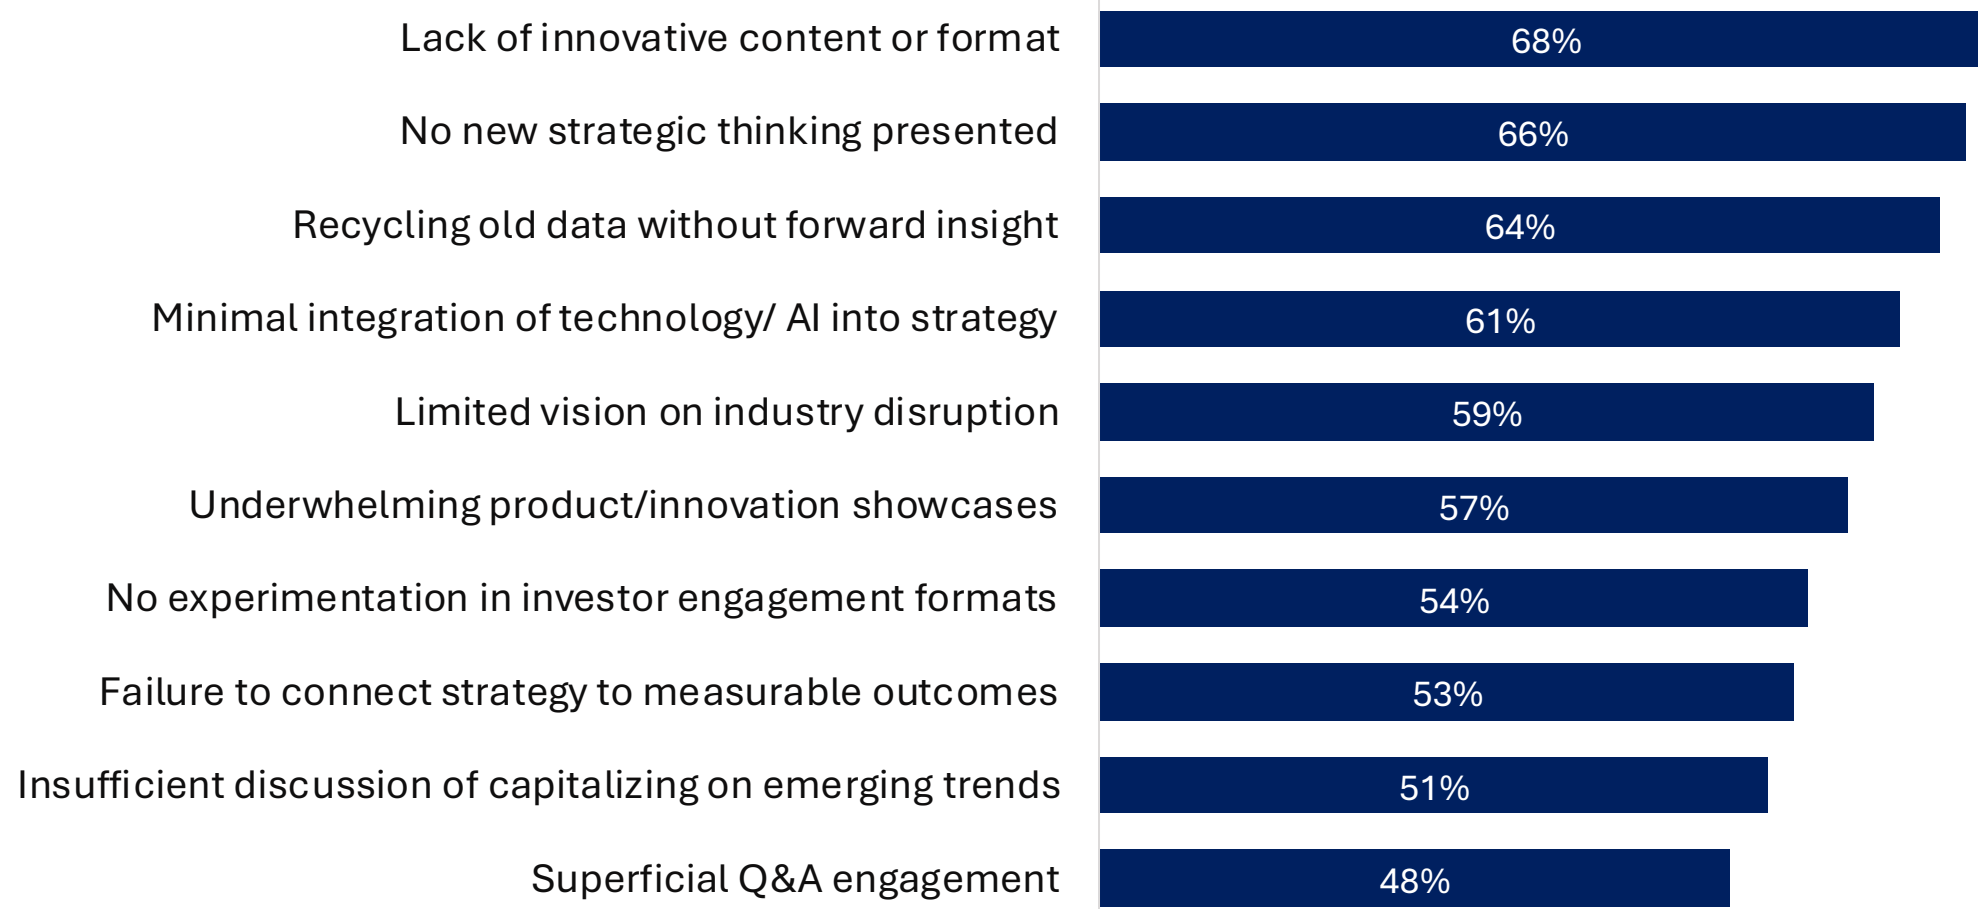 Lack of innovative content or format 68%
No new strategic thinking presented 66%
Recycling old data without forward insight 64%
Minimal integration of technology/ AI into strategy 61%
Limited vision on industry disruption 59%
Underwhelming product/innovation showcases 57%
No experimentation in investor engagement formats 54%
Failure to connect strategy to measurable outcomes 53%
Insufficient discussion of capitalizing on emerging trends 51%
Superficial Q&A engagement 48%